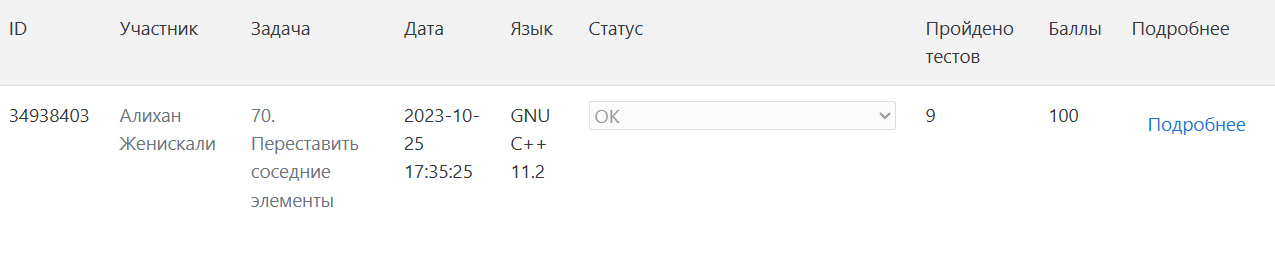 ID Участник Задача Дата Язык Статус Пройдено тестов Баллы Подробнее
34938403 Алихан Женискали 70. Переставить соседние элементы 2023-10-25 17:35:25 GNU C++ 11.2 OK 9 100 Подробнее